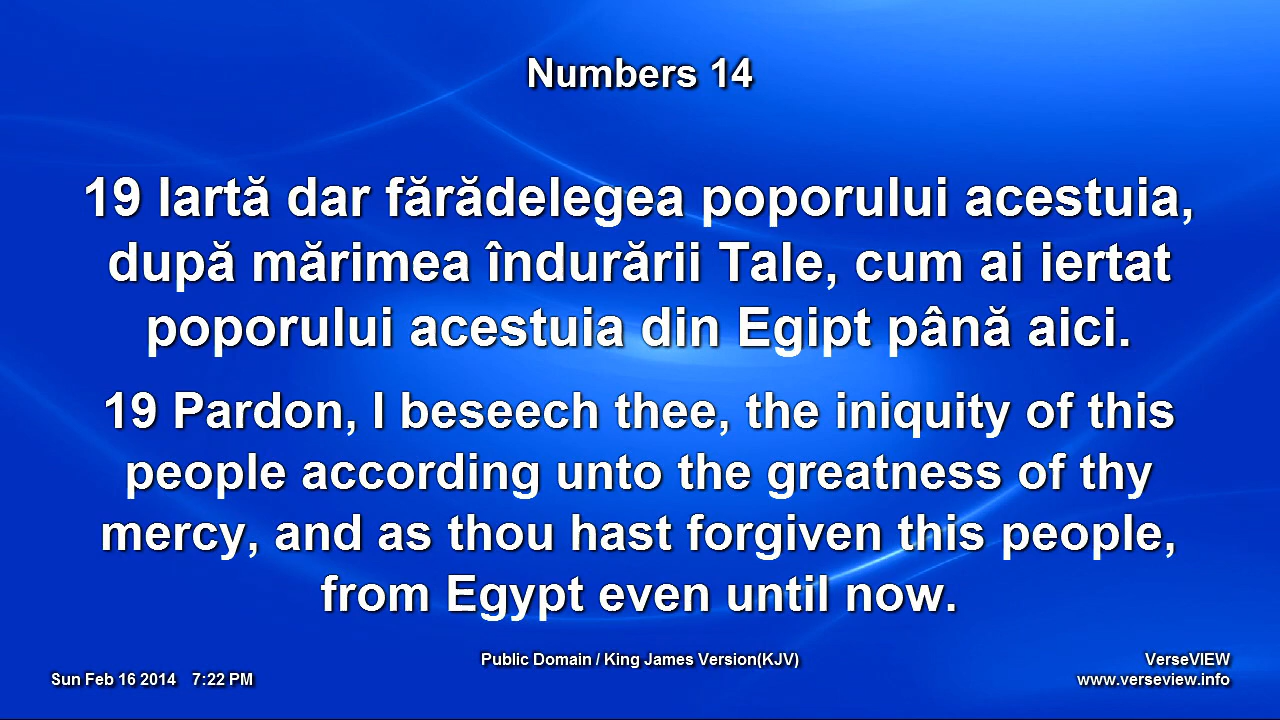 Numbers 14
19 Iartă dar fărădelegea poporului acestuia,
după mărimea îndurării Tale, cum ai iertat
poporului acestuia din Egipt până aici.
19 Pardon, I beseech thee, the iniquity of this
people according unto the greatness of thy
mercy, and as thou hast forgiven this people,
from Egypt even until now.
Public Domain / King James Version(KJV)
VerseVIEW
Sun Feb 16 2014 7:22 PM
www.verseview.info